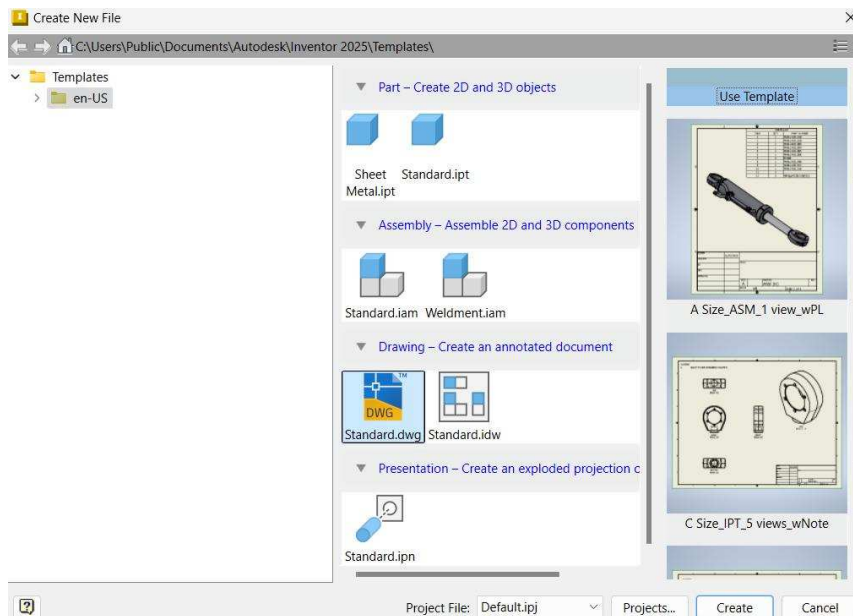 Create New File
C:\Users\Public\Documents\Autodesk\Inventor 2025\Templates\
Templates
en-US
Part – Create 2D and 3D objects
Sheet
Metal.ipt
Standard.ipt
Assembly – Assemble 2D and 3D components
Standard.iam
Weldment.iam
Drawing – Create an annotated document
TM
DWG
Standard.dwg
Standard.idw
Presentation – Create an exploded projection
Standard.ipn
Use Template
A Size_ASM_1 view_wPL
C Size_IPT_5 views_wNote
Project File:
Default.ipj
Projects...
Create
Cancel